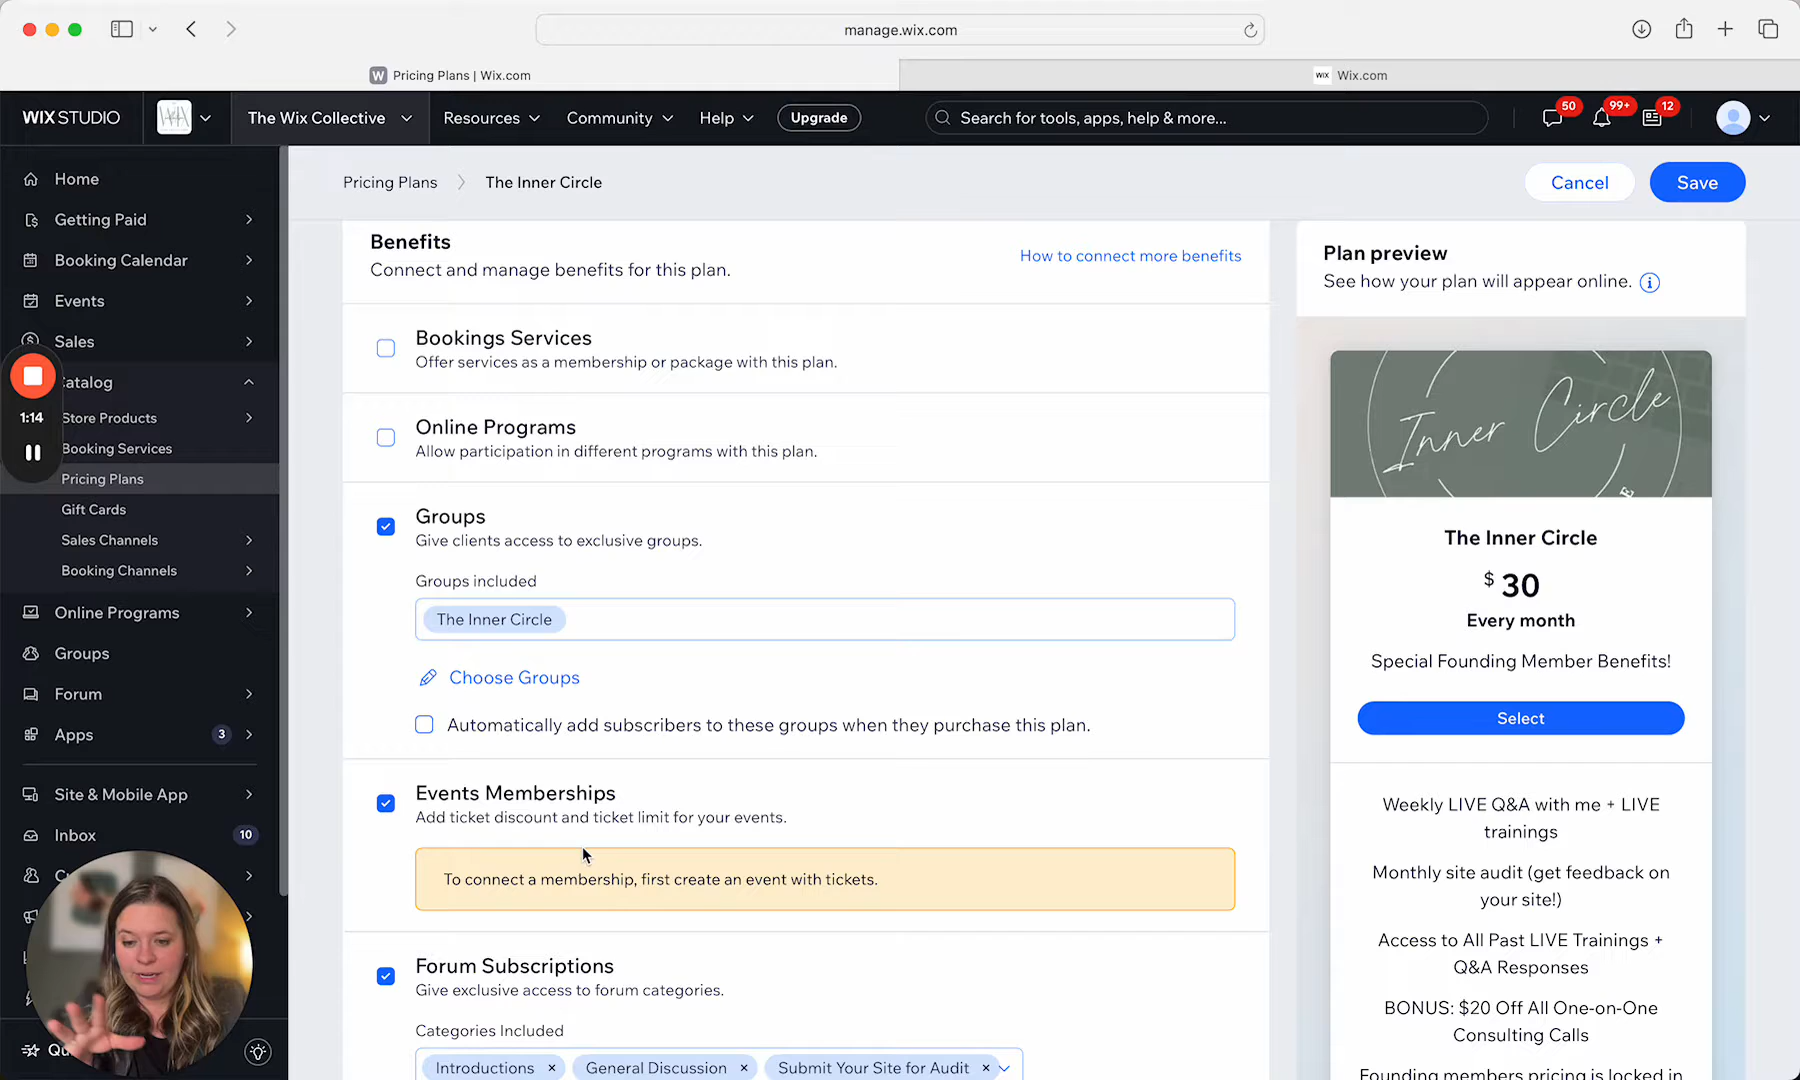 manage.wix.com
W Pricing Plans | Wix.com
WIX Wix.com
WIX STUDIO
The Wix Collective
Resources
Community
Help
Upgrade
Search for tools, apps, help & more...
50
99+
12
Home
Getting Paid
Booking Calendar
Events
Sales
atalog
Store Products
Booking Services
Pricing Plans
Gift Cards
Sales Channels
Booking Channels
Online Programs
Groups
Forum
Apps 3
Site & Mobile App
Inbox 10
1:14
Pricing Plans
The Inner Circle
Cancel
Save
Benefits
Connect and manage benefits for this plan.
How to connect more benefits
Bookings Services
Offer services as a membership or package with this plan.
Online Programs
Allow participation in different programs with this plan.
Groups
Give clients access to exclusive groups.
Groups included
The Inner Circle
Choose Groups
Automatically add subscribers to these groups when they purchase this plan.
Events Memberships
Add ticket discount and ticket limit for your events.
To connect a membership, first create an event with tickets.
Forum Subscriptions
Give exclusive access to forum categories.
Categories Included
Introductions × General Discussion × Submit Your Site for Audit ×
Plan preview
See how your plan will appear online.
Inner Circle
The Inner Circle
$ 30
Every month
Special Founding Member Benefits!
Select
Weekly LIVE Q&A with me + LIVE
trainings
Monthly site audit (get feedback on
your site!)
Access to All Past LIVE Trainings +
Q&A Responses
BONUS: $20 Off All One-on-One
Consulting Calls
Founding members pricing is locked in